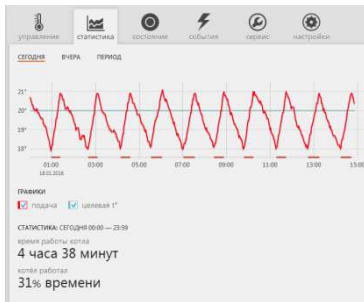 управление статистика состояние события сервис настройки
СЕГОДНЯ ВЧЕРА ПЕРИОД
21°
20°
19°
18°
01:00 03:00 05:00 07:00 09:00 11:00 13:00 15:00
18.01.2018
ГРАФИКИ
подача целевая t°
СТАТИСТИКА: СЕГОДНЯ 00:00 — 23:59
время работы котла
4 часа 38 минут
котёл работал
31% времени